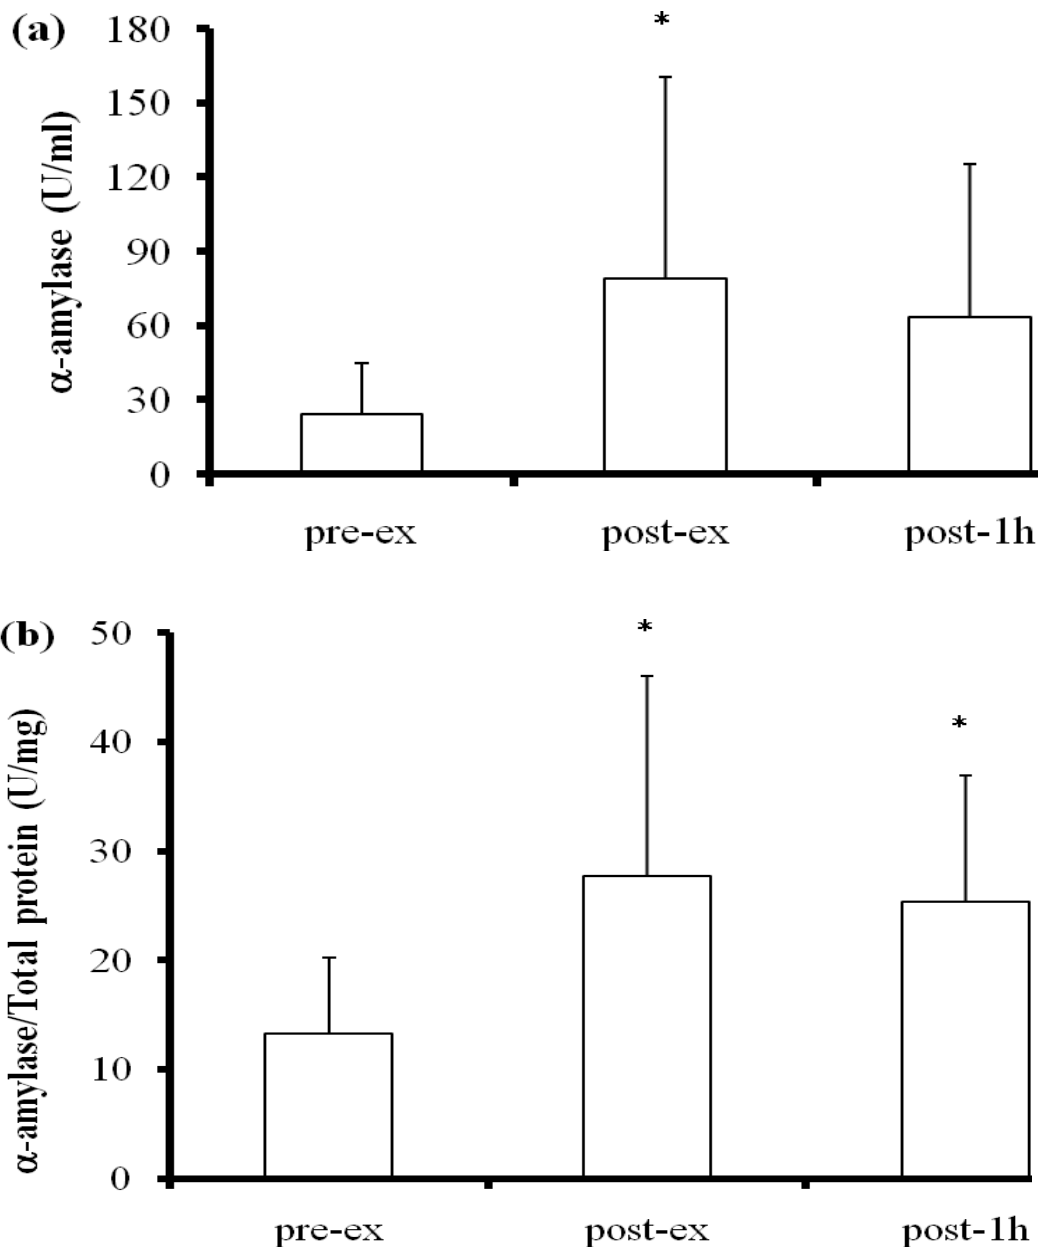 (a)
α-amylase (U/ml)
180
150
120
90
60
30
0
*
pre-ex post-ex post-1h
(b)
α-amylase/Total protein (U/mg)
50
40
30
20
10
0
*
*
pre-ex post-ex post-1h